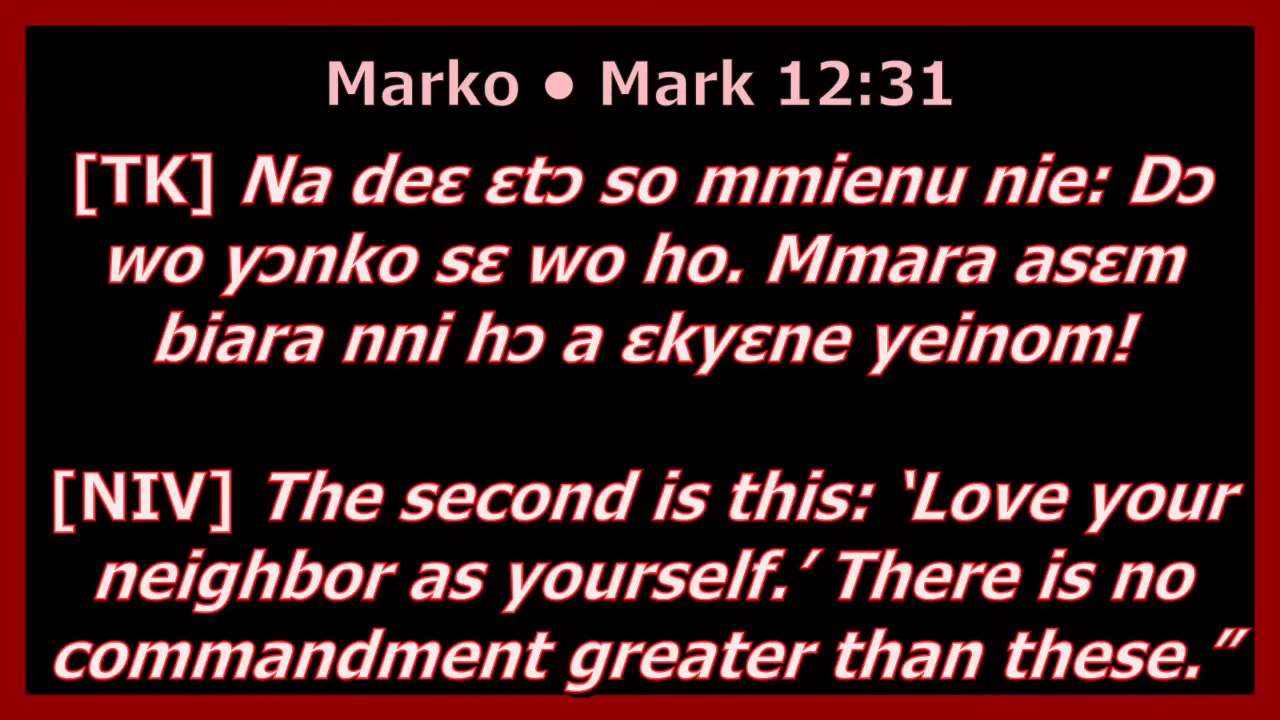 Marko ● Mark 12:31
[TK] Na deɛ ɛtɔ so mmienu nie: Dɔ
wo yɔnko sɛ wo ho. Mmara asɛm
biara nni hɔ a ɛkyɛne yeinom!
[NIV] The second is this: ‘Love your
neighbor as yourself.’ There is no
commandment greater than these.”